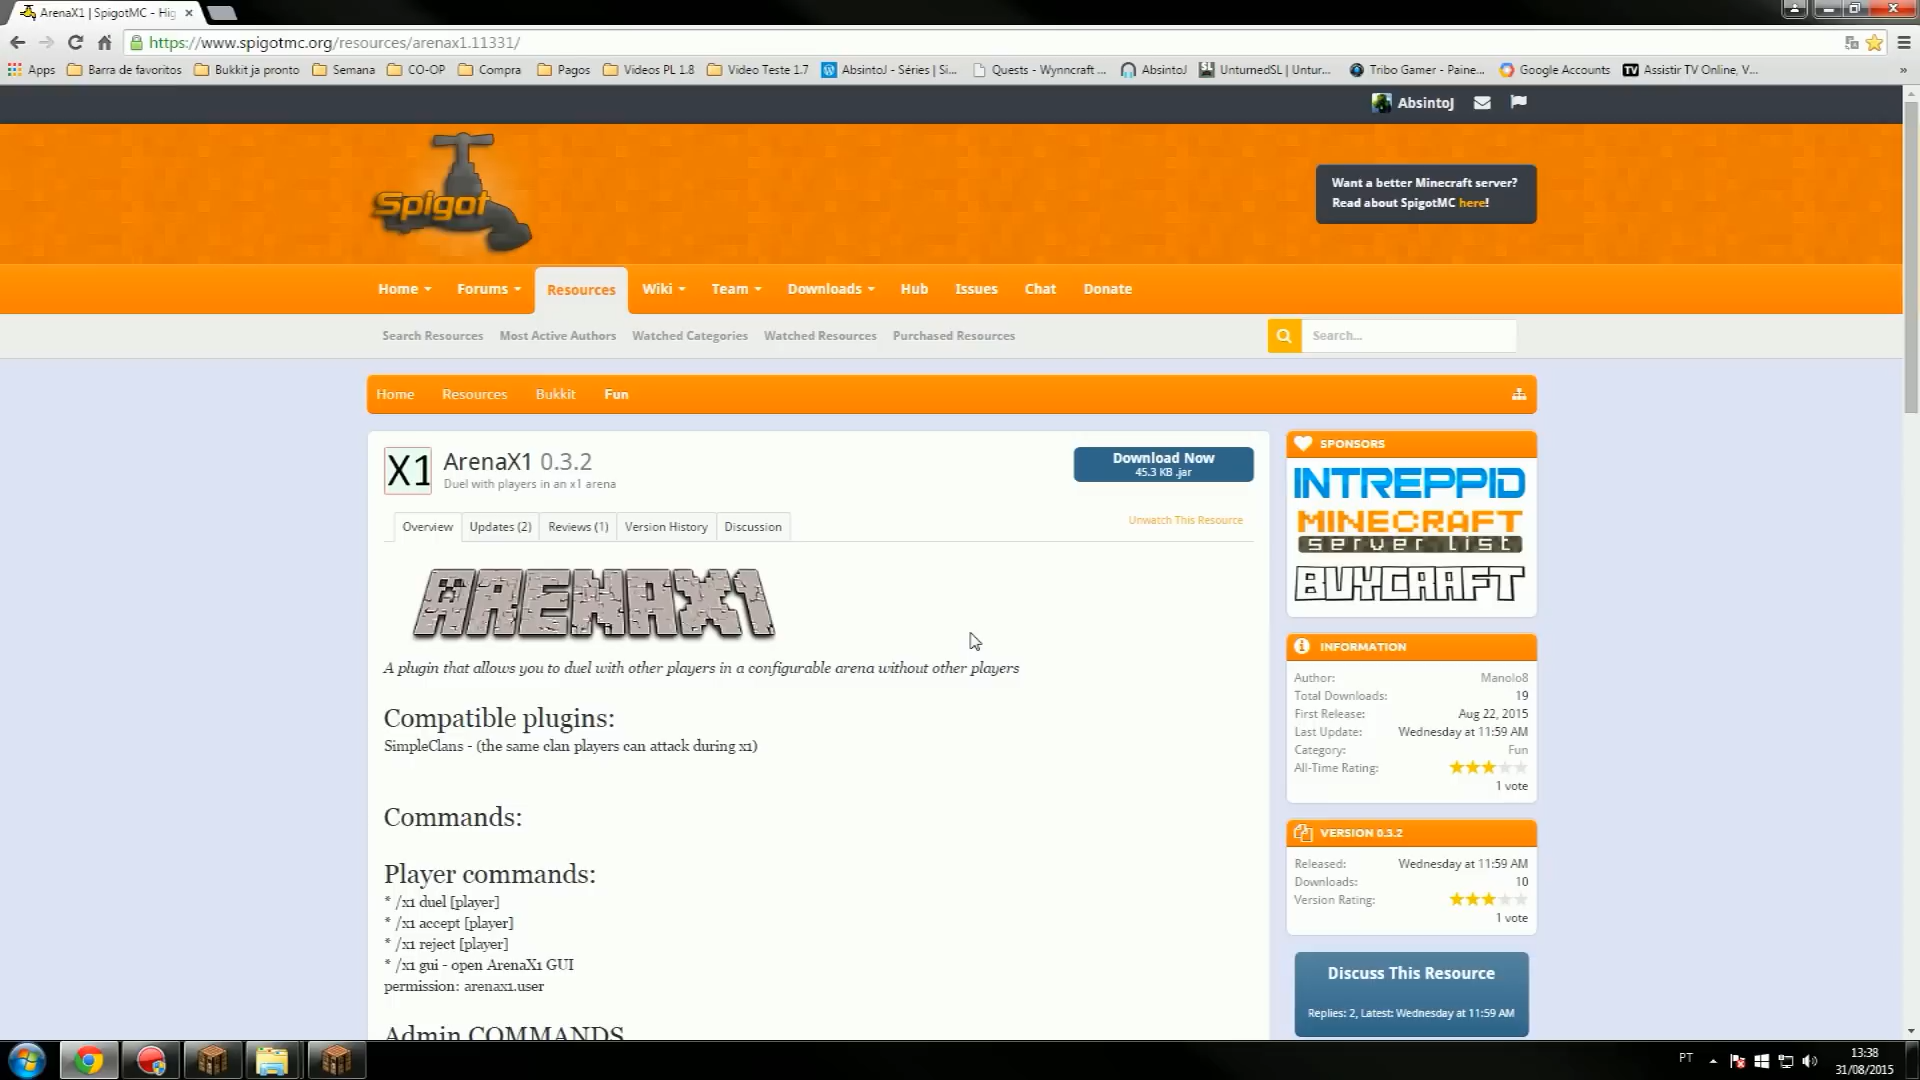 ArenaX1 | SpigotMC - Hig
https://www.spigotmc.org/resources/arenax1.11331/
Apps Barra de favoritos Bukkit ja pronto Semana CO-OP Compra Pagos Videos PL 1.8 Video Teste 1.7 AbsintoJ - Séries | Si... Quests - Wynncraft ... AbsintoJ UnturnedSL | Untur... Tribo Gamer - Paine... Google Accounts TV Assistir TV Online, V... »
AbsintoJ
Spigot
Want a better Minecraft server?
Read about SpigotMC here!
Home Forums Resources Wiki Team Downloads Hub Issues Chat Donate
Search Resources Most Active Authors Watched Categories Watched Resources Purchased Resources
Search...
Home Resources Bukkit Fun
X1
ArenaX1 0.3.2
Duel with players in an x1 arena
Download Now
45.3 KB .jar
Overview Updates (2) Reviews (1) Version History Discussion
Unwatch This Resource
ARENAX1
A plugin that allows you to duel with other players in a configurable arena without other players
Compatible plugins:
SimpleClans - (the same clan players can attack during x1)
Commands:
Player commands:
* /x1 duel [player]
* /x1 accept [player]
* /x1 reject [player]
* /x1 gui - open ArenaX1 GUI
permission: arenax1.user
Admin COMMANDS
SPONSORS
INTREPPID
MINECRAFT
server list
BUYCRAFT
INFORMATION
Author: Manolo8
Total Downloads: 19
First Release: Aug 22, 2015
Last Update: Wednesday at 11:59 AM
Category: Fun
All-Time Rating:
1 vote
VERSION 0.3.2
Released: Wednesday at 11:59 AM
Downloads: 10
Version Rating:
1 vote
Discuss This Resource
Replies: 2, Latest: Wednesday at 11:59 AM
PT
13:38
31/08/2015